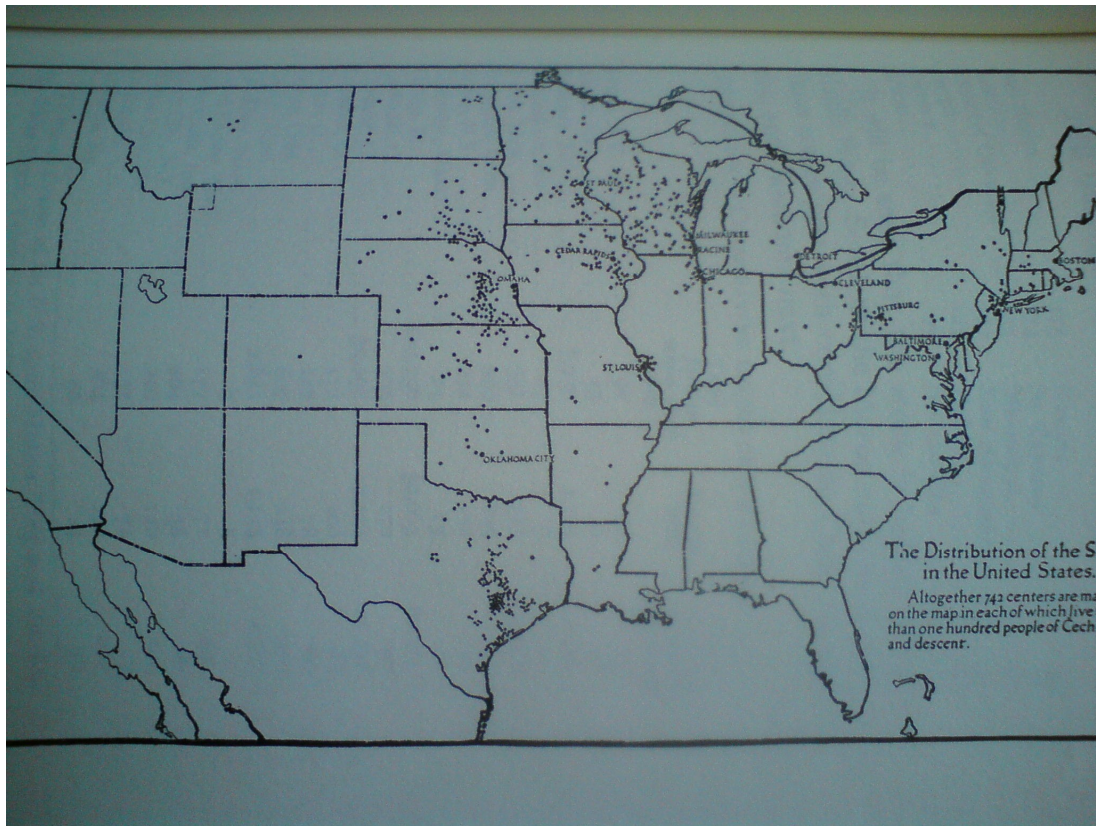 ST PAUL
MILWAUKEE
RACINE
CEDAR RAPIDS
DETROIT
BOSTON
CHICAGO
OMAHA
CLEVELAND
PITTSBURG
NEW YORK
BALTIMORE
WASHINGTON
ST. LOUIS
OKLAHOMA CITY
The Distribution of the S
in the United States.
Altogether 742 centers are ma
on the map in each of which live
than one hundred people of Cech
and descent.